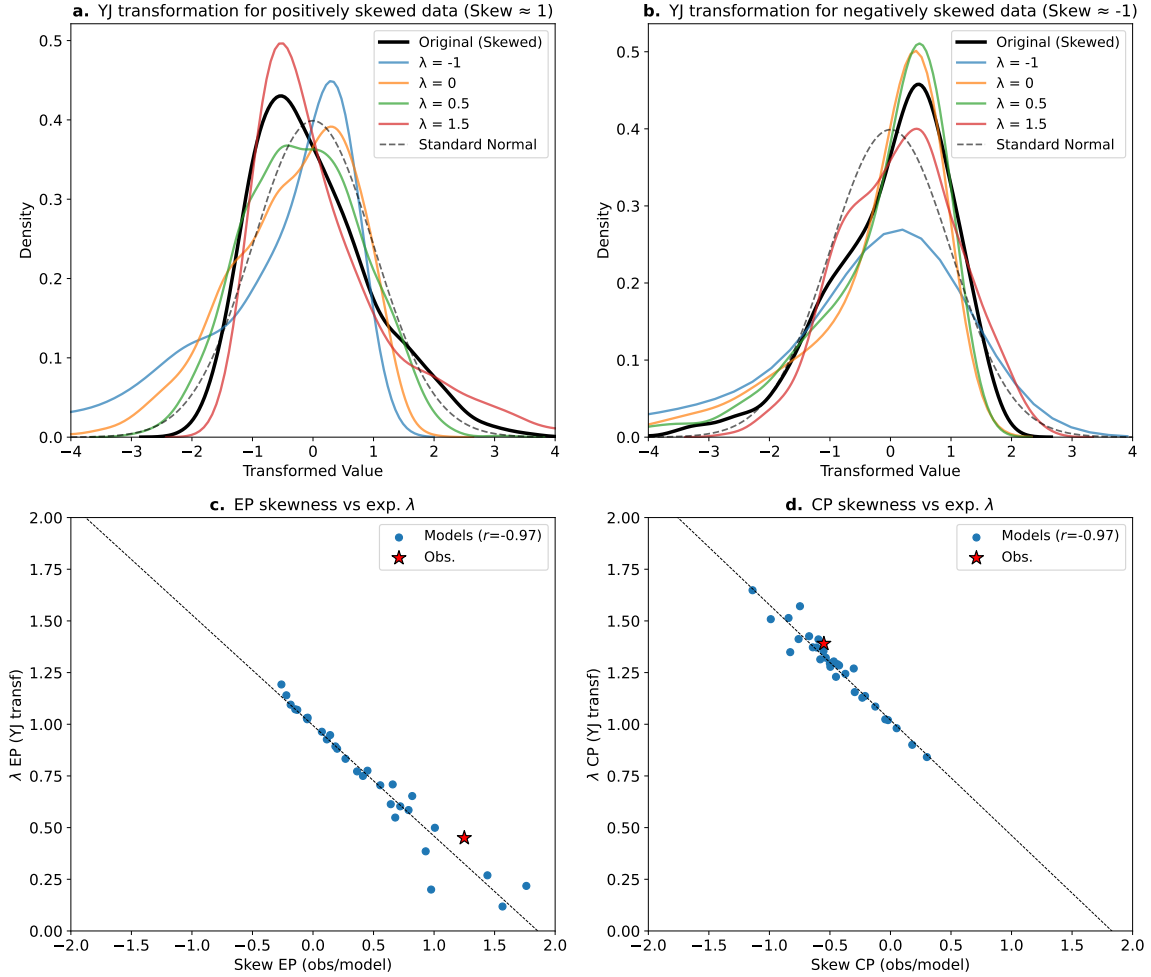 a. YJ transformation for positively skewed data (Skew ≈ 1)
Density
0.5
0.4
0.3
0.2
0.1
0.0
−4 −3 −2 −1 0 1 2 3 4
Transformed Value
Original (Skewed)
λ = -1
λ = 0
λ = 0.5
λ = 1.5
Standard Normal
b. YJ transformation for negatively skewed data (Skew ≈ -1)
Density
0.5
0.4
0.3
0.2
0.1
0.0
−4 −3 −2 −1 0 1 2 3 4
Transformed Value
Original (Skewed)
λ = -1
λ = 0
λ = 0.5
λ = 1.5
Standard Normal
c. EP skewness vs exp. λ
λ EP (YJ transf)
2.00
1.75
1.50
1.25
1.00
0.75
0.50
0.25
0.00
−2.0 −1.5 −1.0 −0.5 0.0 0.5 1.0 1.5 2.0
Skew EP (obs/model)
Models (r=-0.97)
Obs.
d. CP skewness vs exp. λ
λ CP (YJ transf)
2.00
1.75
1.50
1.25
1.00
0.75
0.50
0.25
0.00
−2.0 −1.5 −1.0 −0.5 0.0 0.5 1.0 1.5 2.0
Skew CP (obs/model)
Models (r=-0.97)
Obs.